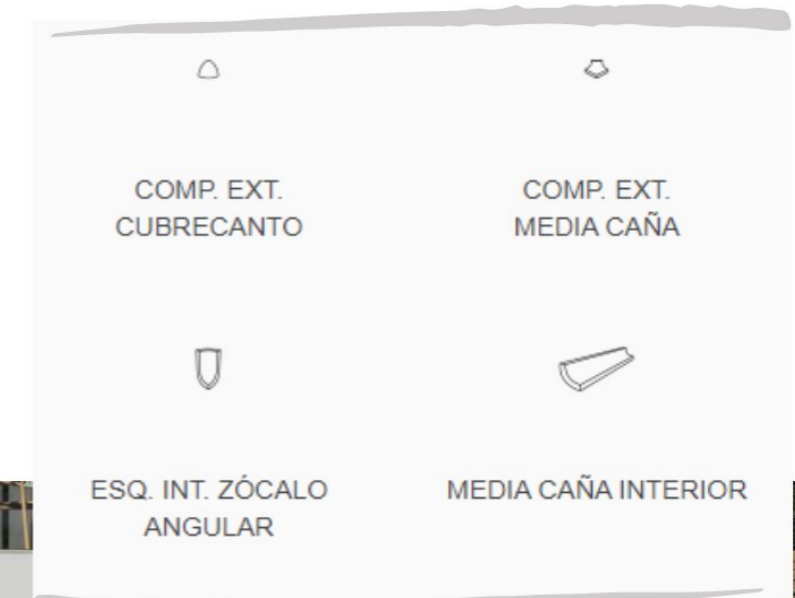 COMP. EXT.
CUBRECANTO
COMP. EXT.
MEDIA CAÑA
ESQ. INT. ZÓCALO
ANGULAR
MEDIA CAÑA INTERIOR